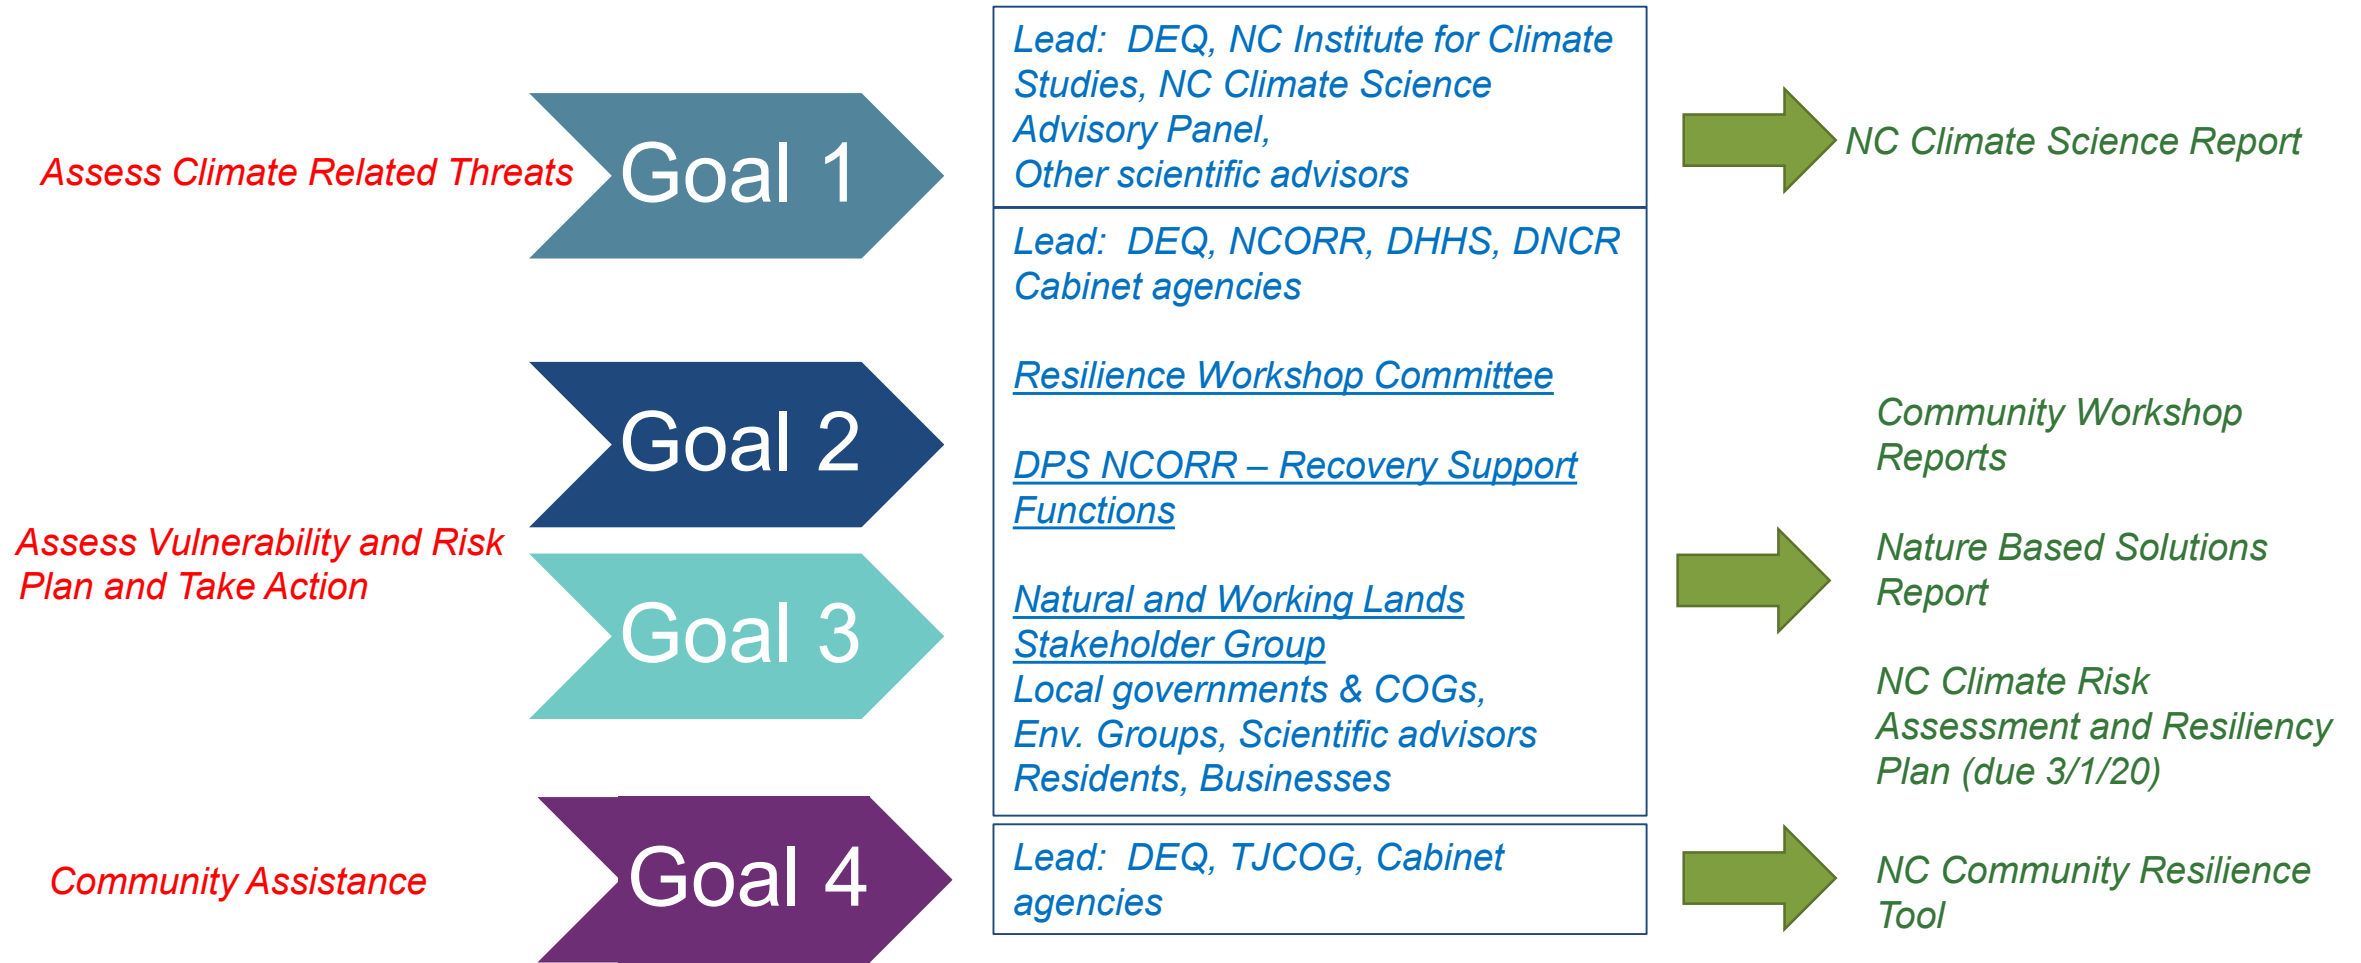 Assess Climate Related Threats
Goal 1
Lead:  DEQ, NC Institute for Climate
Studies, NC Climate Science
Advisory Panel,
Other scientific advisors
NC Climate Science Report
Assess Vulnerability and Risk
Plan and Take Action
Goal 2
Goal 3
Lead:  DEQ, NCORR, DHHS, DNCR
Cabinet agencies
Resilience Workshop Committee
DPS NCORR – Recovery Support
Functions
Natural and Working Lands
Stakeholder Group
Local governments & COGs,
Env. Groups, Scientific advisors
Residents, Businesses
Community Workshop
Reports
Nature Based Solutions
Report
NC Climate Risk
Assessment and Resiliency
Plan (due 3/1/20)
Community Assistance
Goal 4
Lead:  DEQ, TJCOG, Cabinet
agencies
NC Community Resilience
Tool